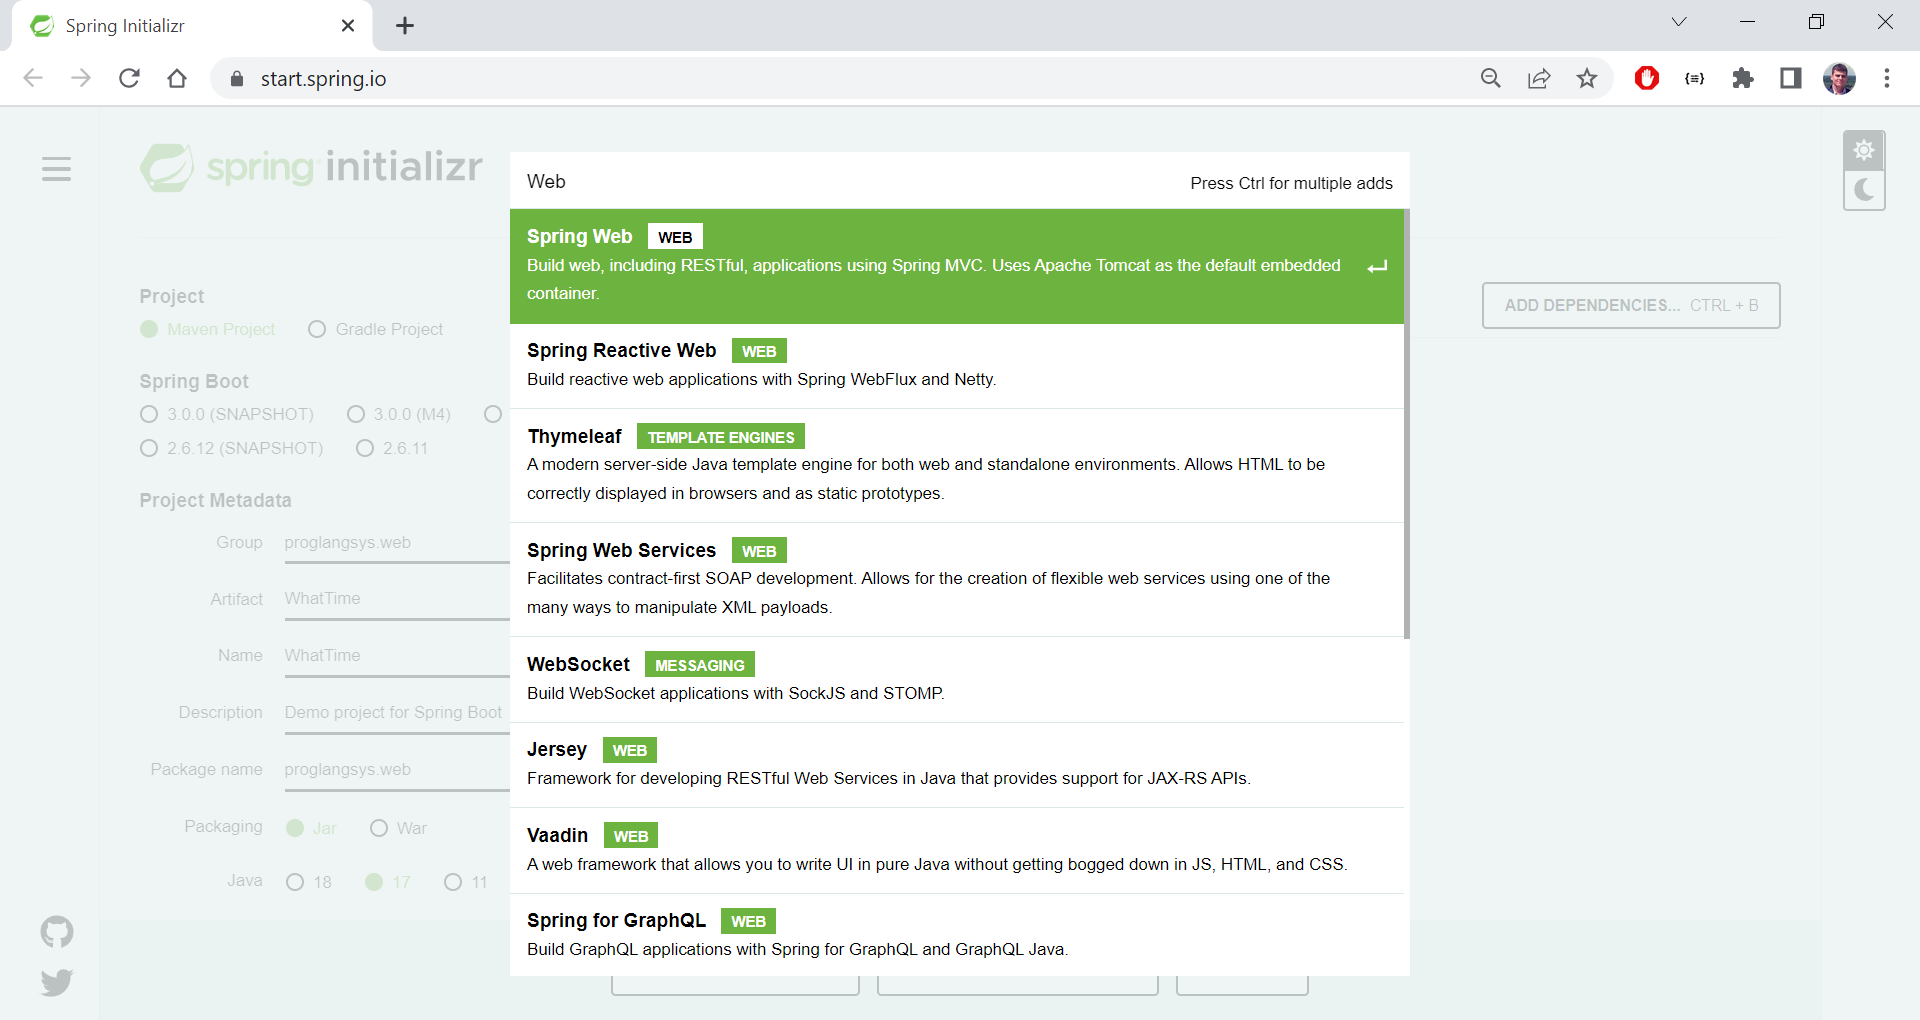 Spring Initializr
start.spring.io
spring initializr
Web
Press Ctrl for multiple adds
Spring Web WEB
Build web, including RESTful, applications using Spring MVC. Uses Apache Tomcat as the default embedded
container.
Spring Reactive Web WEB
Build reactive web applications with Spring WebFlux and Netty.
Thymeleaf TEMPLATE ENGINES
A modern server-side Java template engine for both web and standalone environments. Allows HTML to be
correctly displayed in browsers and as static prototypes.
Spring Web Services WEB
Facilitates contract-first SOAP development. Allows for the creation of flexible web services using one of the
many ways to manipulate XML payloads.
WebSocket MESSAGING
Build WebSocket applications with SockJS and STOMP.
Jersey WEB
Framework for developing RESTful Web Services in Java that provides support for JAX-RS APIs.
Vaadin WEB
A web framework that allows you to write UI in pure Java without getting bogged down in JS, HTML, and CSS.
Spring for GraphQL WEB
Build GraphQL applications with Spring for GraphQL and GraphQL Java.
Project
Maven Project Gradle Project
Spring Boot
3.0.0 (SNAPSHOT) 3.0.0 (M4)
2.6.12 (SNAPSHOT) 2.6.11
Project Metadata
Group proglangsys.web
Artifact WhatTime
Name WhatTime
Description Demo project for Spring Boot
Package name proglangsys.web
Packaging Jar War
Java 18 17 11
ADD DEPENDENCIES... CTRL + B